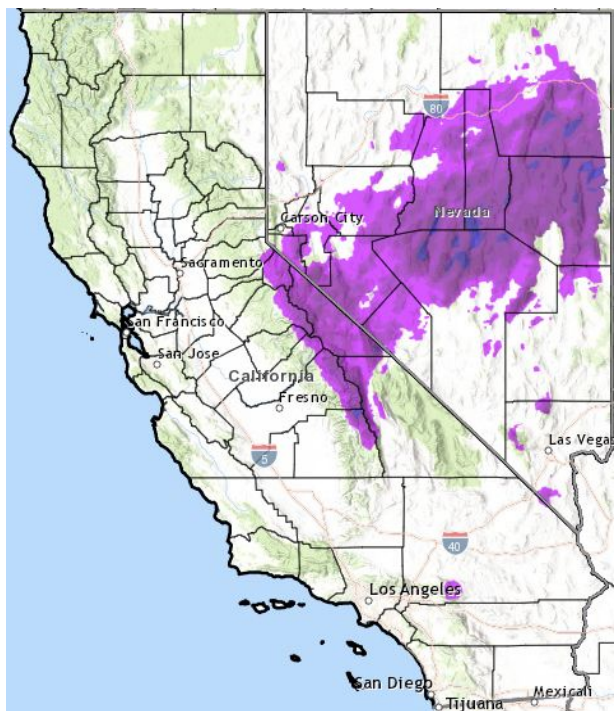 80
Nevada
Carson City
Sacramento
San Francisco
San Jose
California
Fresno
Las Vegas
5
40
Los Angeles
San Diego
Tijuana
Mexicali